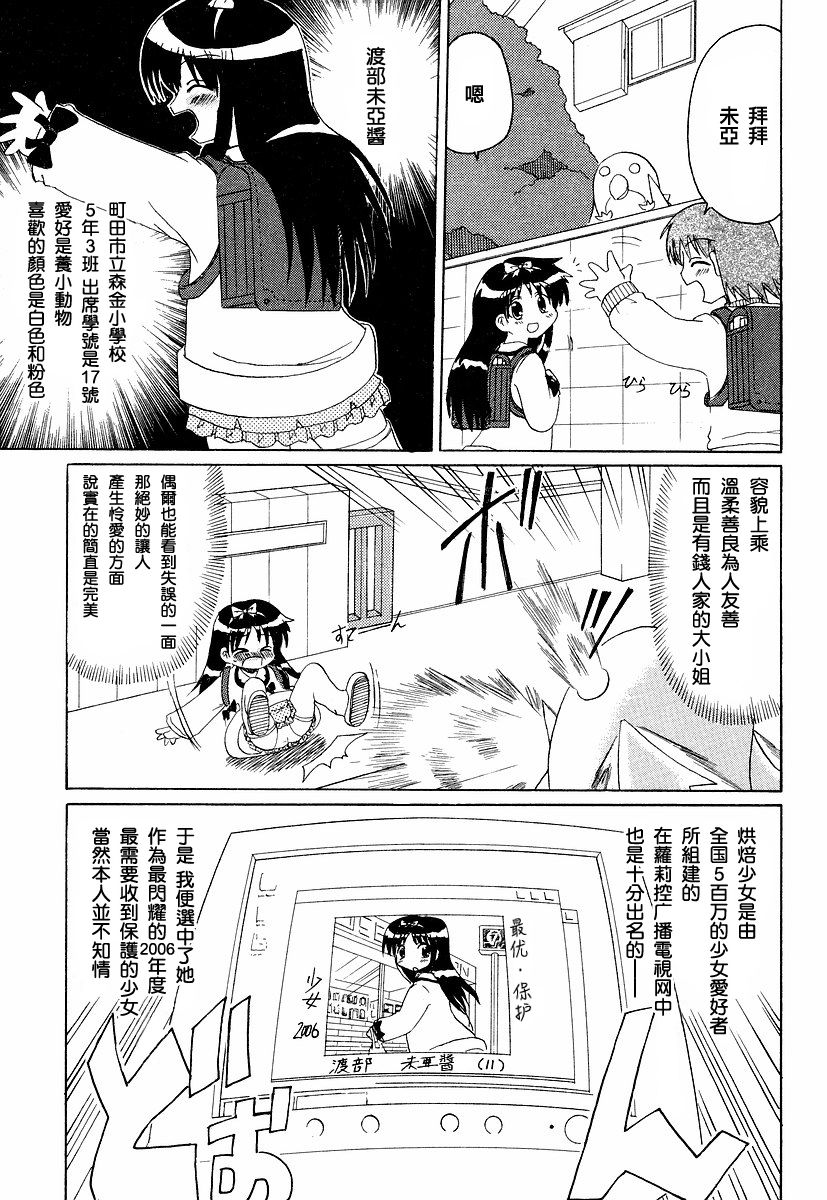 拜拜
未亞
嗯
ひら
ひら
渡部未亞醬
町田市立森金小學校
5年3班 出席學號是17號
愛好是養小動物
喜歡的顏色是白色和粉色
容貌上乘
溫柔善良為人友善
而且是有錢人家的大小姐
ボンッ
すてーん
偶爾也能看到失誤的一面
那絕妙的讓人
產生怜愛的方面
說實在的簡直是完美
烘焙少女是由
全国5百万的少女愛好者
所組建的
在蘿莉控广播電視网中
也是十分出名的——
最优·保护
少女
2006
渡部 未亞醬 (11)
于是 我便選中了她
作為最閃耀的2006年度
最需要收到保護的少女
當然本人並不知情